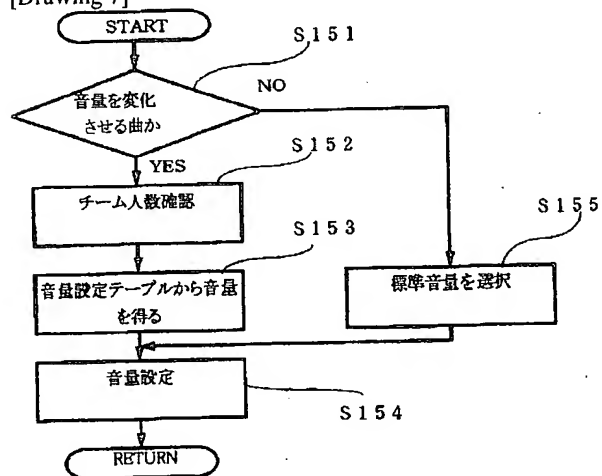 [Drawing 7]
START
S151
音量を変化
させる曲か
NO
YES
S152
チーム人数確認
S153
音量設定テーブルから音量
を得る
S155
標準音量を選択
音量設定
S154
RETURN